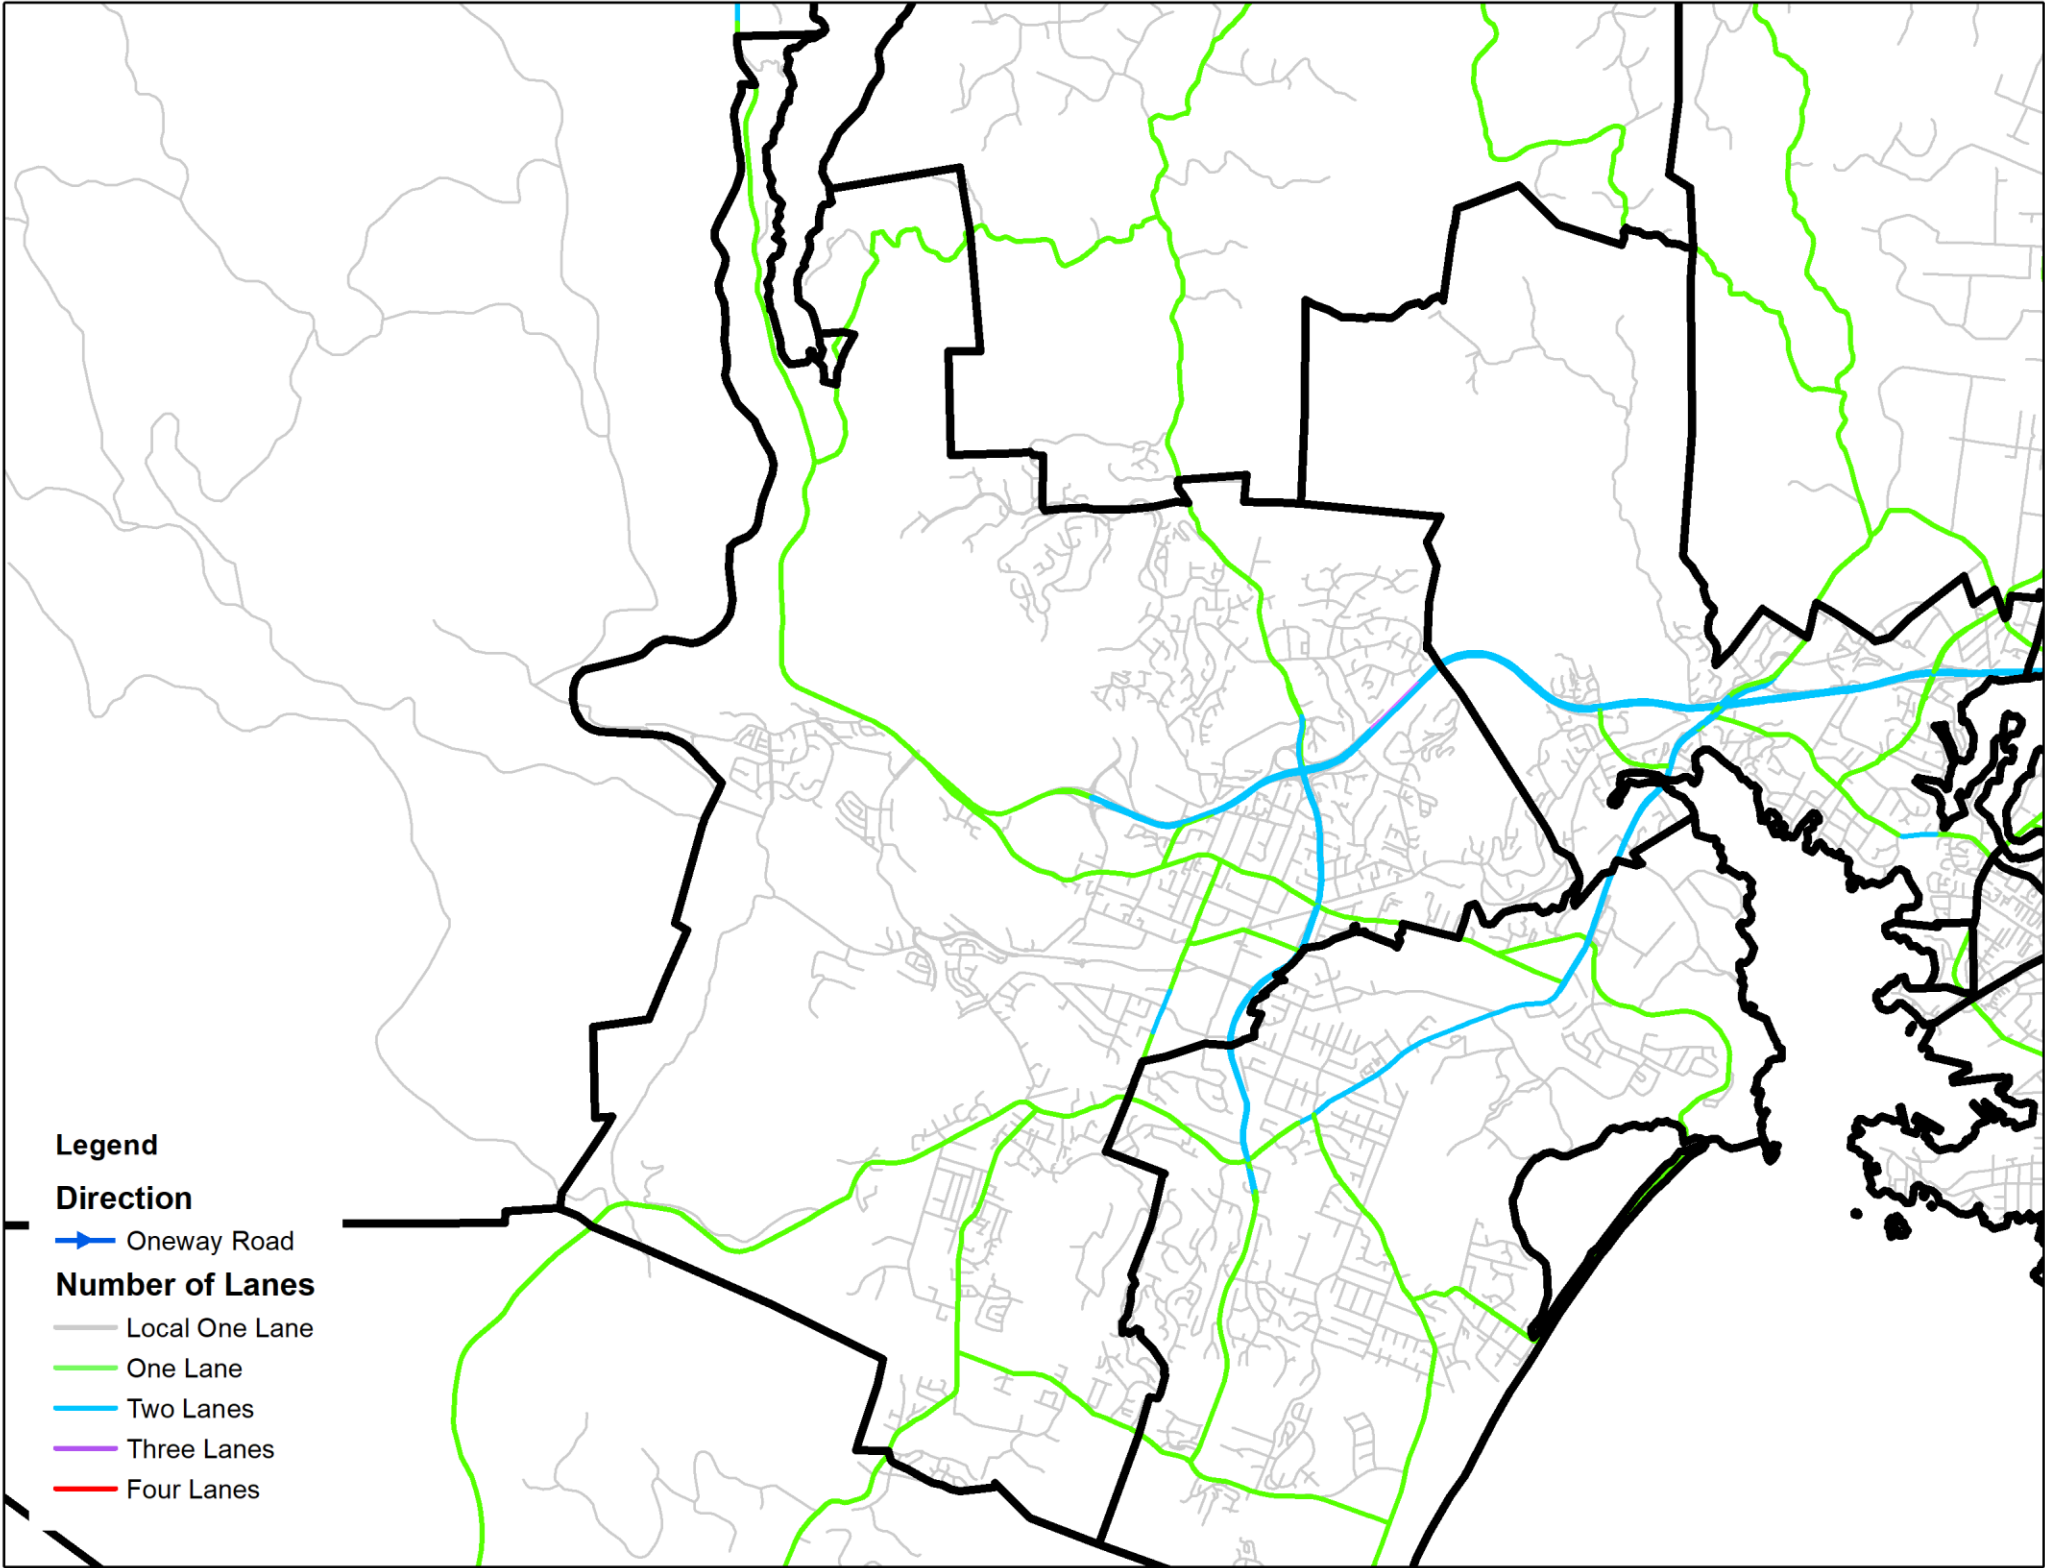 Legend
Direction
Oneway Road
Number of Lanes
Local One Lane
One Lane
Two Lanes
Three Lanes
Four Lanes